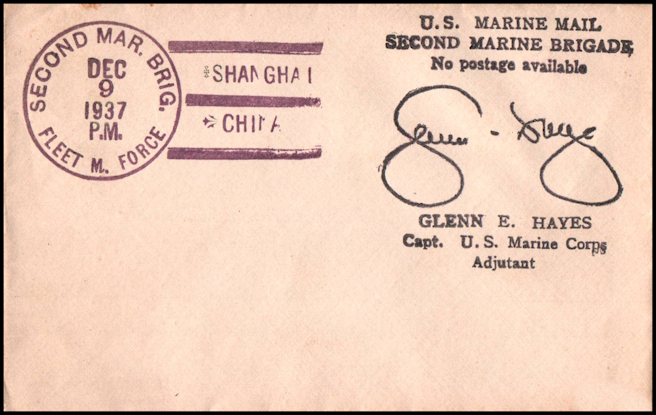 SECOND MAR. BRIG.
DEC
9
1937
P.M.
FLEET M. FORCE
SHANGHAI
CHINA
U.S. MARINE MAIL
SECOND MARINE BRIGADE
No postage available
GLENN E. HAYES
Capt. U.S. Marine Corps
Adjutant